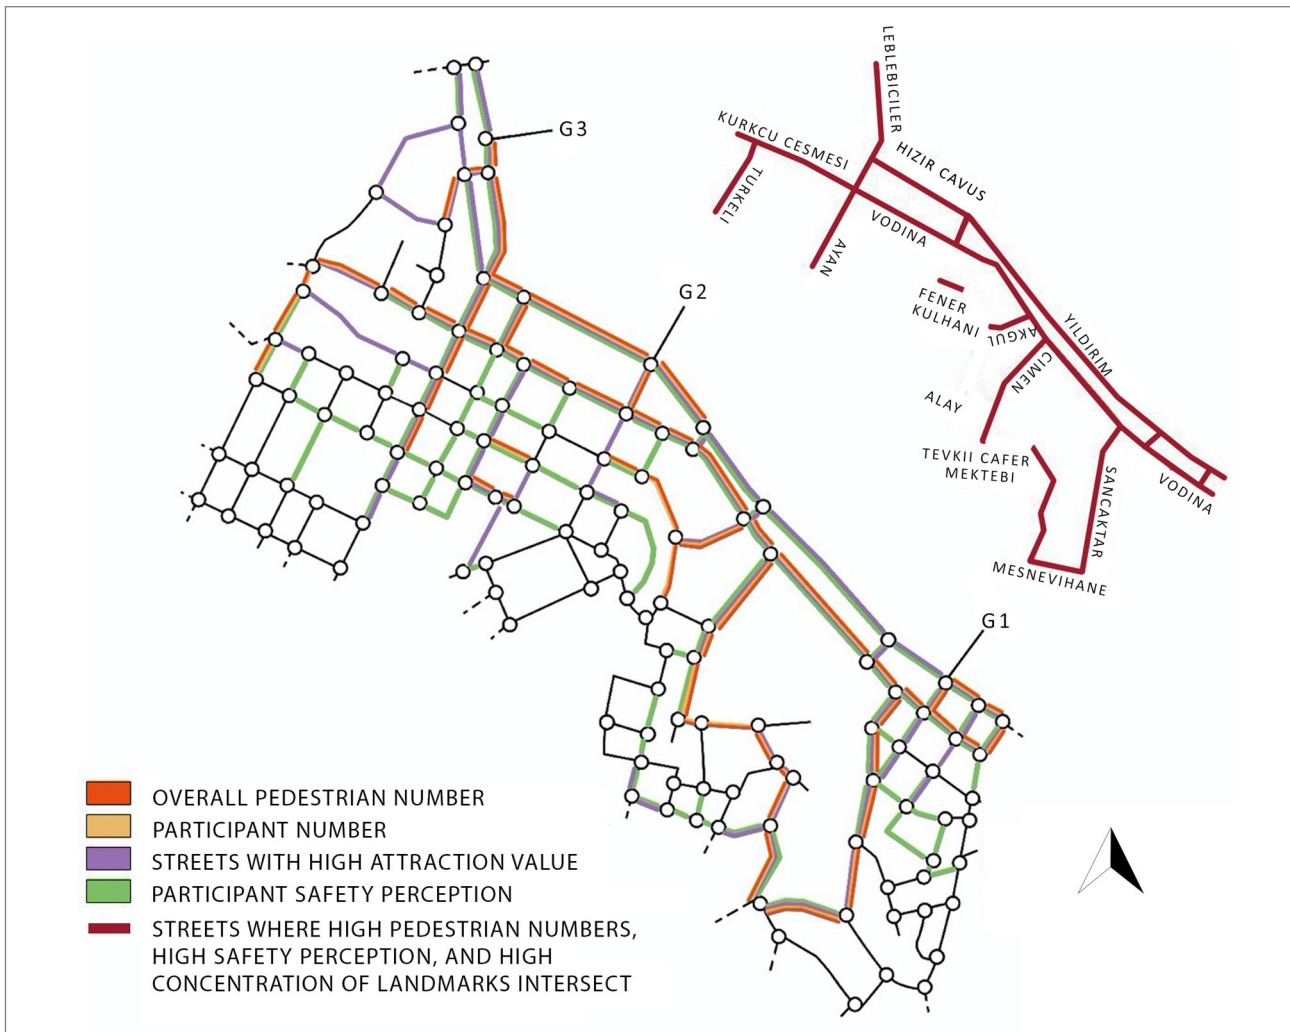 LEBLEBICILER
KURKCU CESMESI
HIZIR CAVUS
G3
TURKELI
VODINA
AYAN
G2
FENER
KULHANI
AKGUL
YILDIRIM
CIMEN
ALAY
TEVKII CAFER
MEKTEBI
SANCAKTAR
VODINA
MESNEVIHANE
G1
OVERALL PEDESTRIAN NUMBER
PARTICIPANT NUMBER
STREETS WITH HIGH ATTRACTION VALUE
PARTICIPANT SAFETY PERCEPTION
STREETS WHERE HIGH PEDESTRIAN NUMBERS,
HIGH SAFETY PERCEPTION, AND HIGH
CONCENTRATION OF LANDMARKS INTERSECT